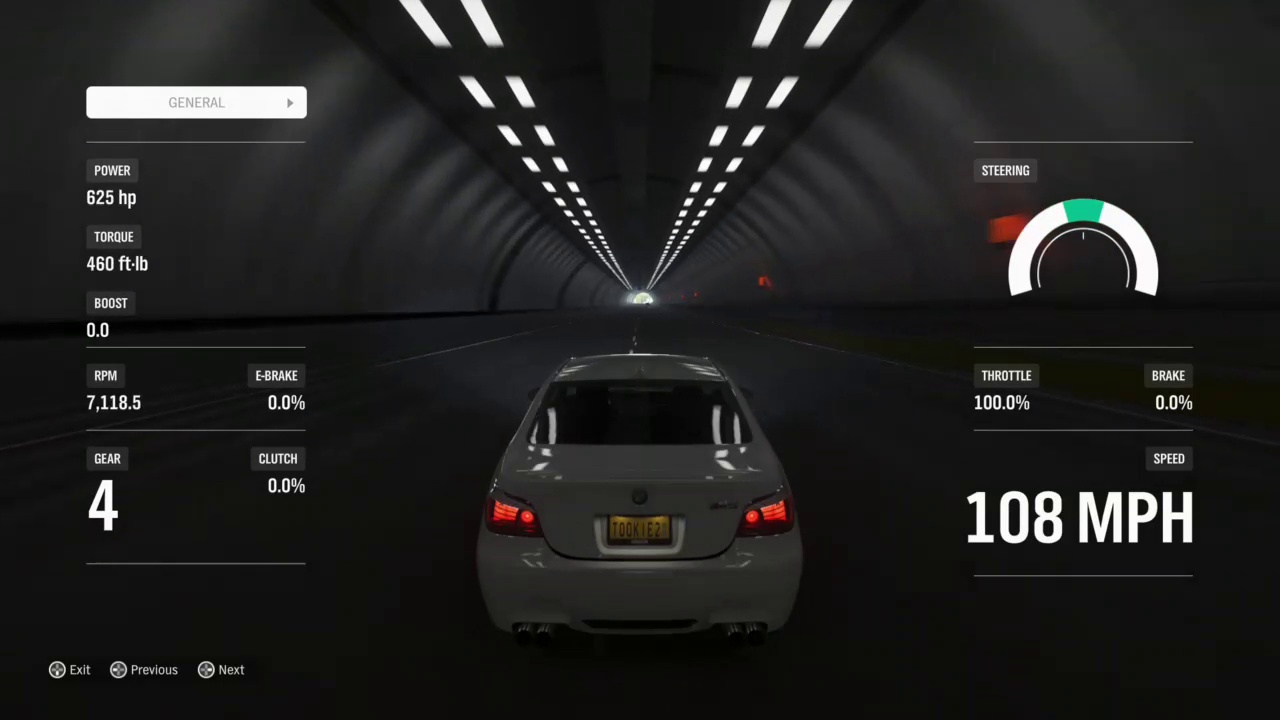 GENERAL
POWER
625 hp
TORQUE
460 ft·lb
BOOST
0.0
RPM
E-BRAKE
7,118.5
0.0%
GEAR
CLUTCH
4
0.0%
STEERING
THROTTLE
BRAKE
100.0%
0.0%
SPEED
108 MPH
TOOKIE2
Exit
Previous
Next